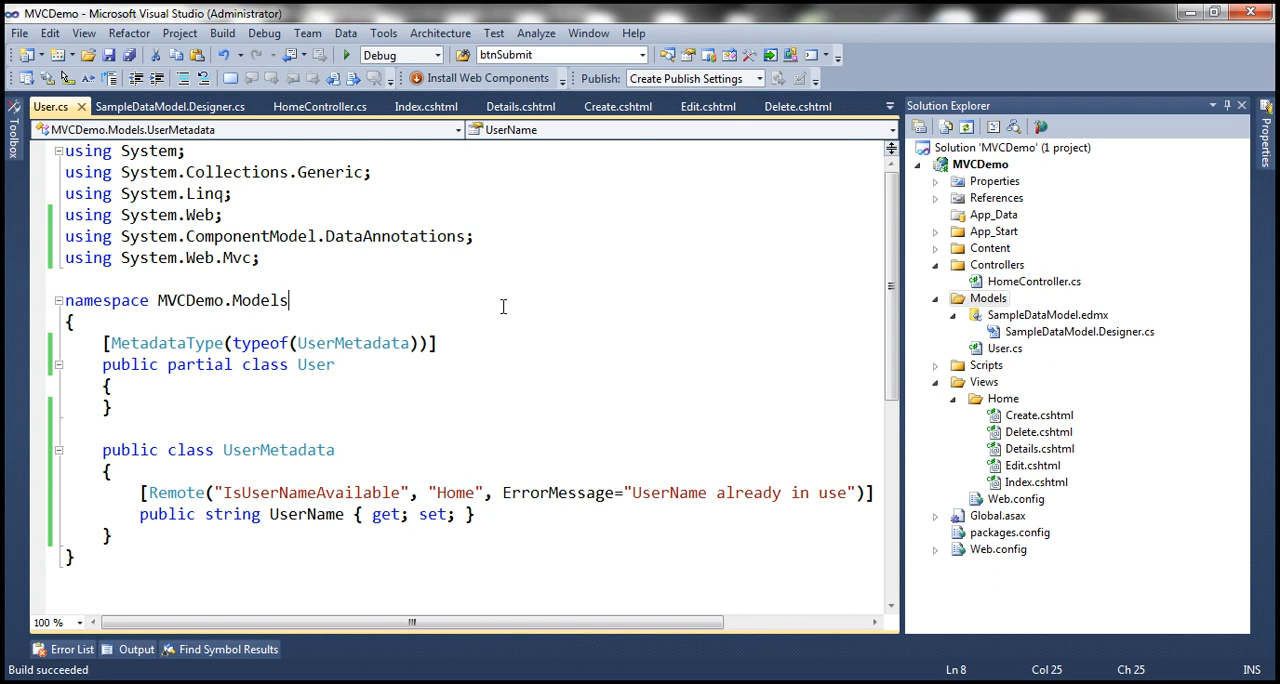 MVCDemo - Microsoft Visual Studio (Administrator)
File Edit View Refactor Project Build Debug Team Data Tools Architecture Test Analyze Window Help
Debug btnSubmit
Install Web Components Publish: Create Publish Settings
User.cs SampleDataModel.Designer.cs HomeController.cs Index.cshtml Details.cshtml Create.cshtml Edit.cshtml Delete.cshtml
MVCDemo.Models.UserMetadata UserName
using System;
using System.Collections.Generic;
using System.Linq;
using System.Web;
using System.ComponentModel.DataAnnotations;
using System.Web.Mvc;
namespace MVCDemo.Models
{
[MetadataType(typeof(UserMetadata))]
public partial class User
{
}
public class UserMetadata
{
[Remote("IsUserNameAvailable", "Home", ErrorMessage="UserName already in use")]
public string UserName { get; set; }
}
}
100 %
Toolbox
Solution Explorer
Solution 'MVCDemo' (1 project)
MVCDemo
Properties
References
App_Data
App_Start
Content
Controllers
HomeController.cs
Models
SampleDataModel.edmx
SampleDataModel.Designer.cs
User.cs
Scripts
Views
Home
Create.cshtml
Delete.cshtml
Details.cshtml
Edit.cshtml
Index.cshtml
Web.config
Global.asax
packages.config
Web.config
Properties
Error List Output Find Symbol Results
Build succeeded Ln 8 Col 25 Ch 25 INS